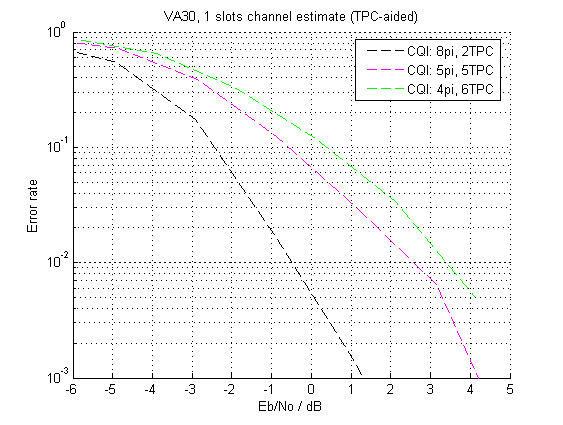 VA30, 1 slots channel estimate (TPC-aided)
10^0
10^-1
10^-2
10^-3
Error rate
CQI: 8pi, 2TPC
CQI: 5pi, 5TPC
CQI: 4pi, 6TPC
-6 -5 -4 -3 -2 -1 0 1 2 3 4 5
Eb/No / dB